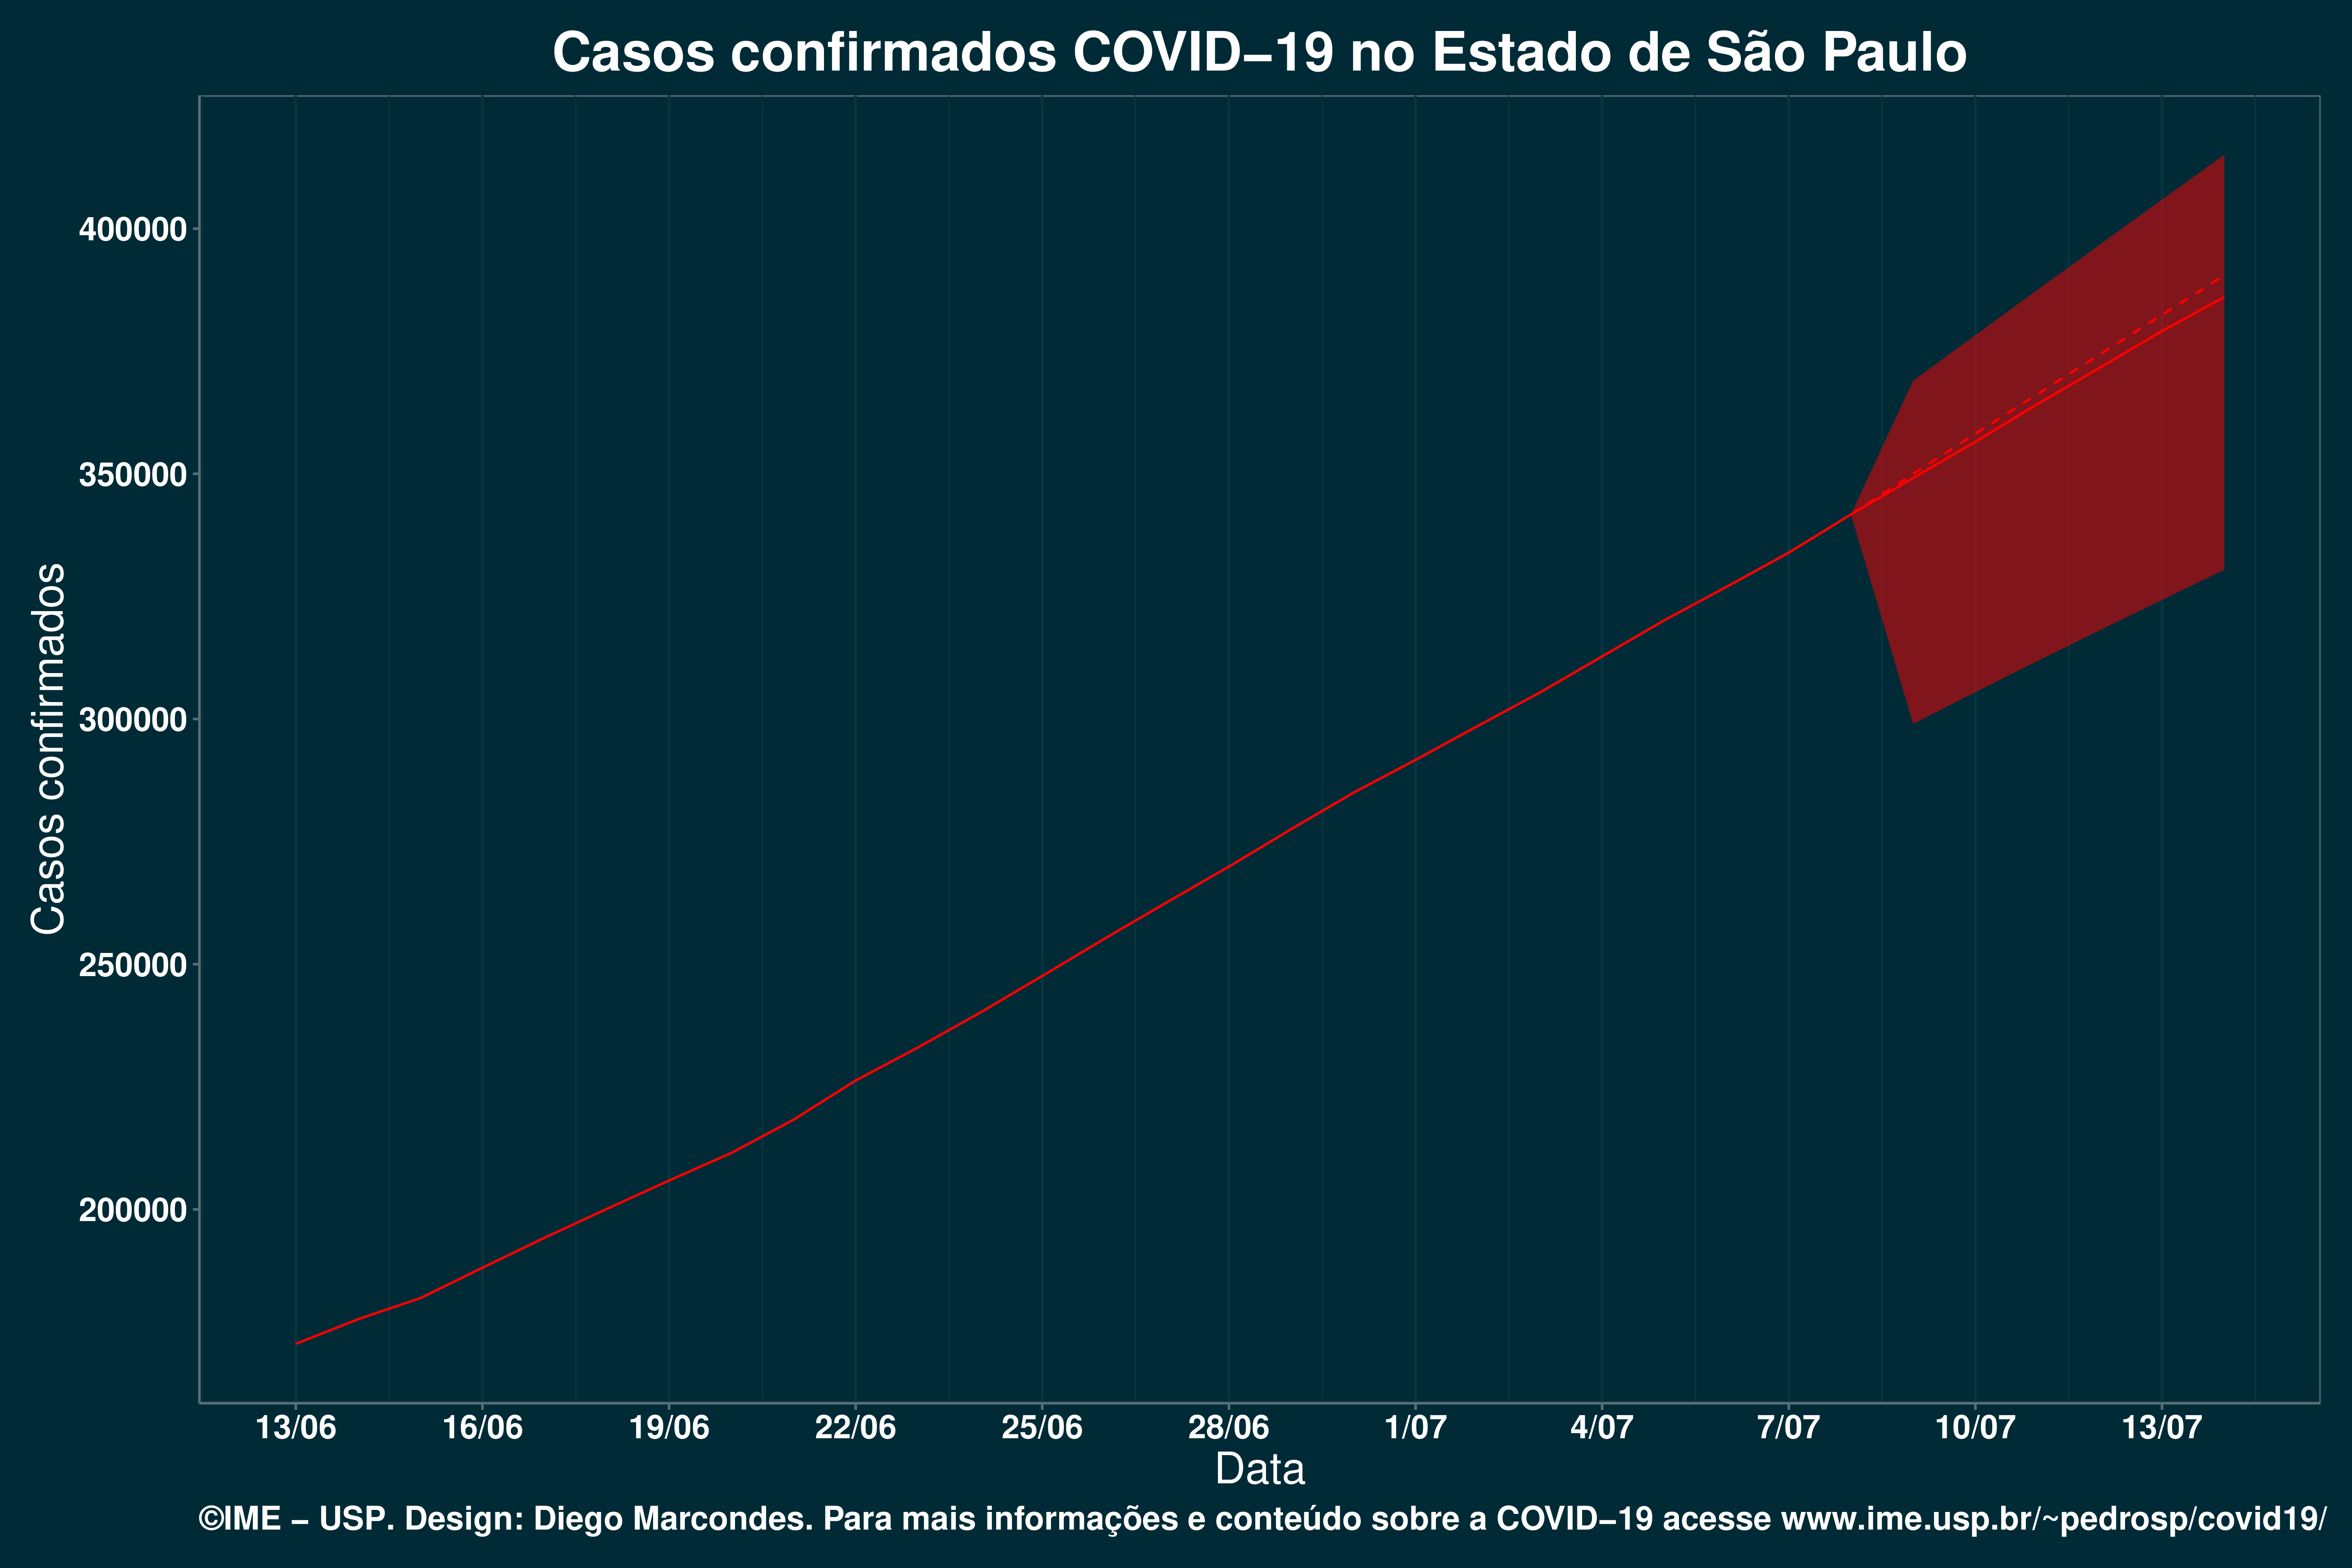 Casos confirmados COVID−19 no Estado de São Paulo
Casos confirmados
400000
350000
300000
250000
200000
13/06 16/06 19/06 22/06 25/06 28/06 1/07 4/07 7/07 10/07 13/07
Data
©IME − USP. Design: Diego Marcondes. Para mais informações e conteúdo sobre a COVID−19 acesse www.ime.usp.br/~pedrosp/covid19/